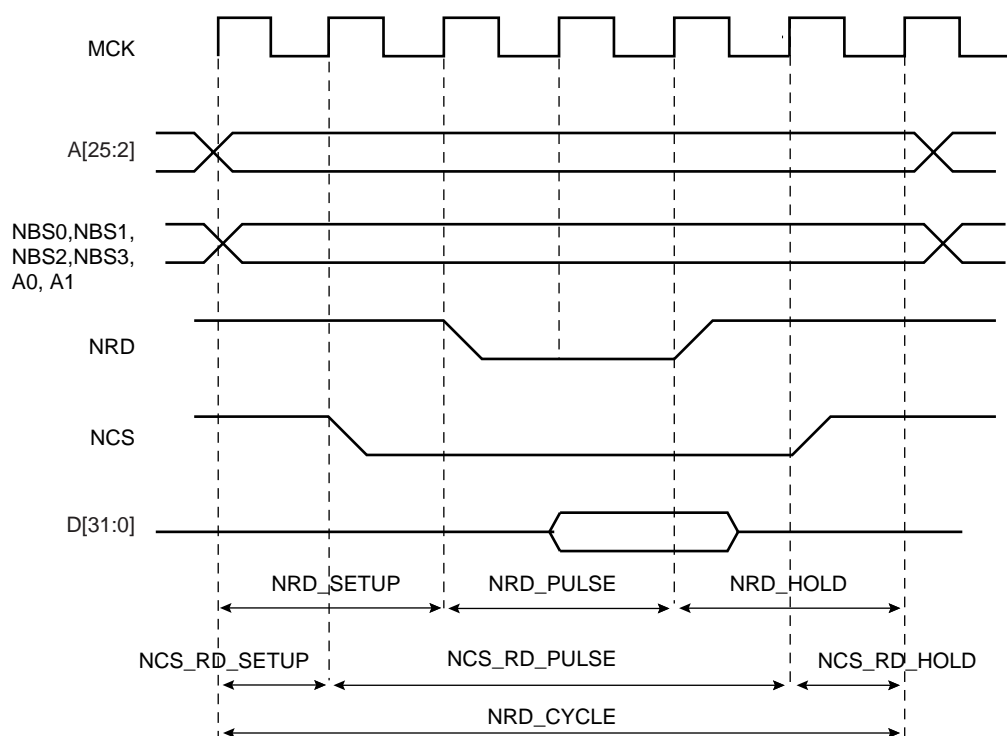 MCK
A[25:2]
NBS0,NBS1,
NBS2,NBS3,
A0, A1
NRD
NCS
D[31:0]
NRD_SETUP NRD_PULSE NRD_HOLD
NCS_RD_SETUP NCS_RD_PULSE NCS_RD_HOLD
NRD_CYCLE